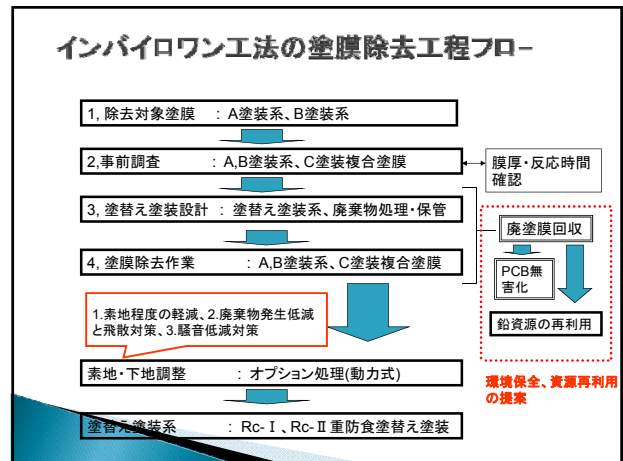 インバイロワン工法の塗膜除去工程フロー
1, 除去対象塗膜 : A塗装系、B塗装系
2,事前調査 : A,B塗装系、C塗装複合塗膜
膜厚・反応時間
確認
3, 塗替え塗装設計 : 塗替え塗装系、廃棄物処理・保管
廃塗膜回収
4, 塗膜除去作業 : A,B塗装系、C塗装複合塗膜
PCB無
害化
1.素地程度の軽減、2.廃棄物発生低減
と飛散対策、3.騒音低減対策
鉛資源の再利用
素地・下地調整 : オプション処理(動力式)
環境保全、資源再利用
の提案
塗替え塗装系 : Rc-Ⅰ、Rc-Ⅱ重防食塗替え塗装